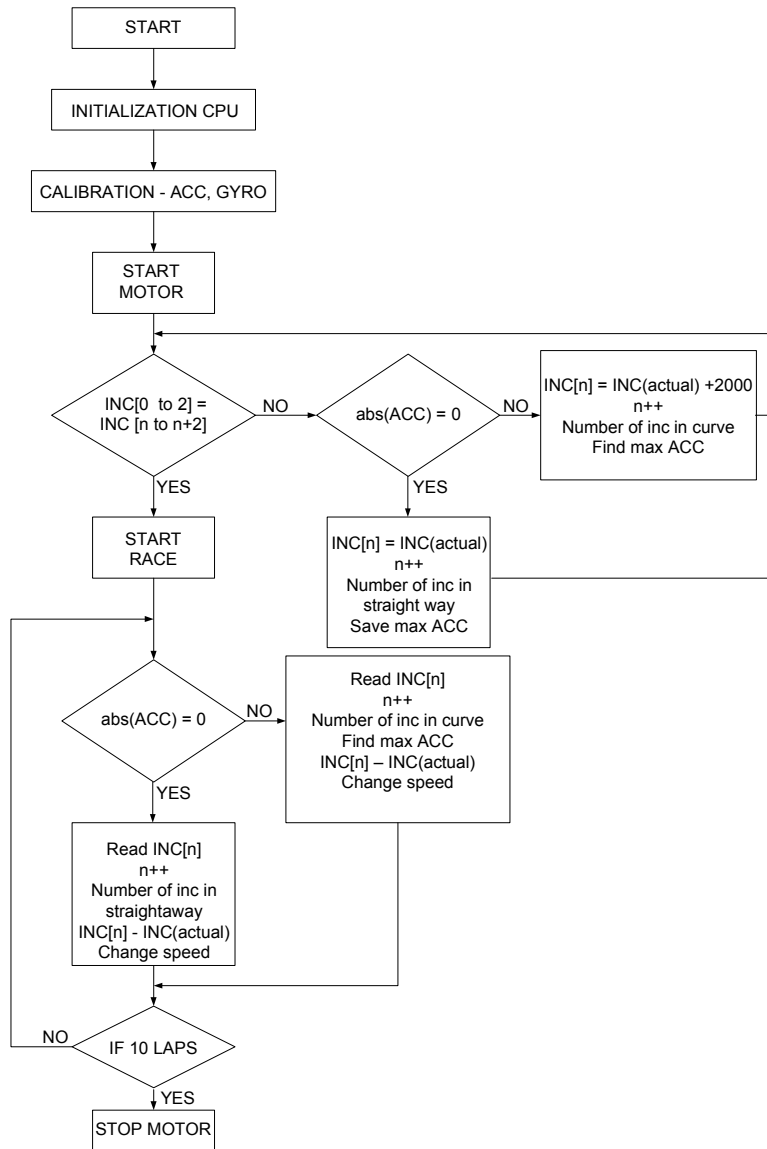 START
INITIALIZATION CPU
CALIBRATION - ACC, GYRO
START
MOTOR
INC[0 to 2] =
INC [n to n+2]
NO
abs(ACC) = 0
NO
INC[n] = INC(actual) +2000
n++
Number of inc in curve
Find max ACC
YES
YES
START
RACE
INC[n] = INC(actual)
n++
Number of inc in
straight way
Save max ACC
abs(ACC) = 0
NO
Read INC[n]
n++
Number of inc in curve
Find max ACC
INC[n] – INC(actual)
Change speed
YES
Read INC[n]
n++
Number of inc in
straightaway
INC[n] - INC(actual)
Change speed
NO
IF 10 LAPS
YES
STOP MOTOR